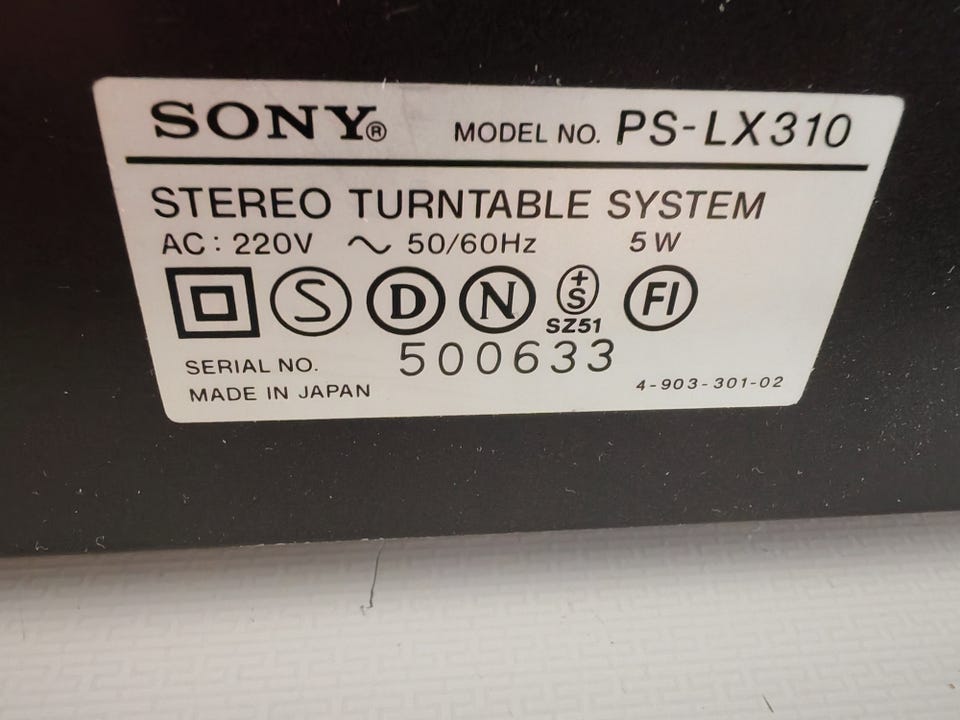 SONY® MODEL NO. PS-LX310
STEREO TURNTABLE SYSTEM
AC : 220V ~ 50/60Hz 5W
S D N +S FI
SZ51
SERIAL NO. 500633
MADE IN JAPAN 4-903-301-02